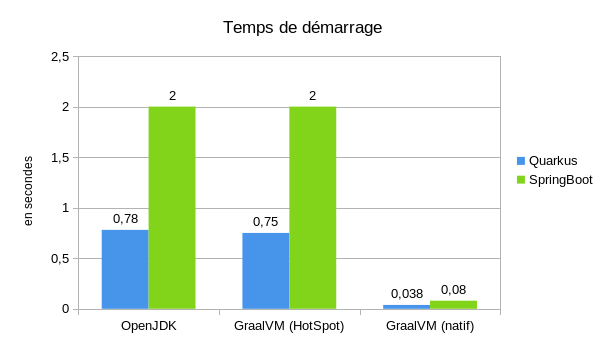 Temps de démarrage
2,5
2
1,5
1
0,5
0
en secondes
0,78
2
0,75
2
0,038
0,08
OpenJDK
GraalVM (HotSpot)
GraalVM (natif)
Quarkus
SpringBoot